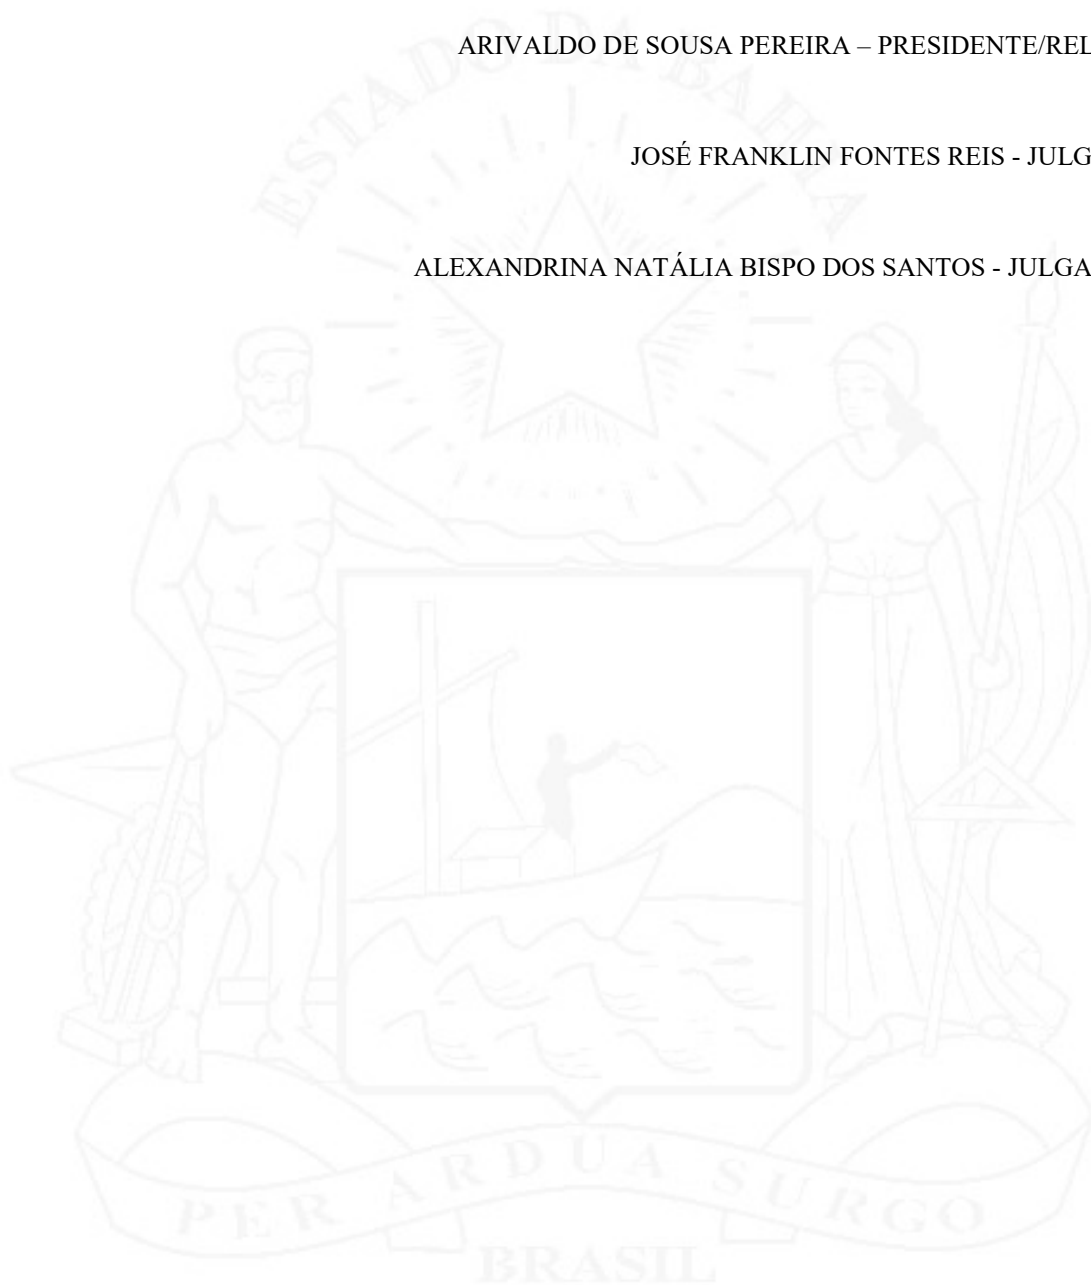 ARIVALDO DE SOUSA PEREIRA – PRESIDENTE/REL
JOSÉ FRANKLIN FONTES REIS - JULG
ALEXANDRINA NATÁLIA BISPO DOS SANTOS - JULGA
ESTADO DA BAHIA
PER ARDUA SURGO
BRASIL